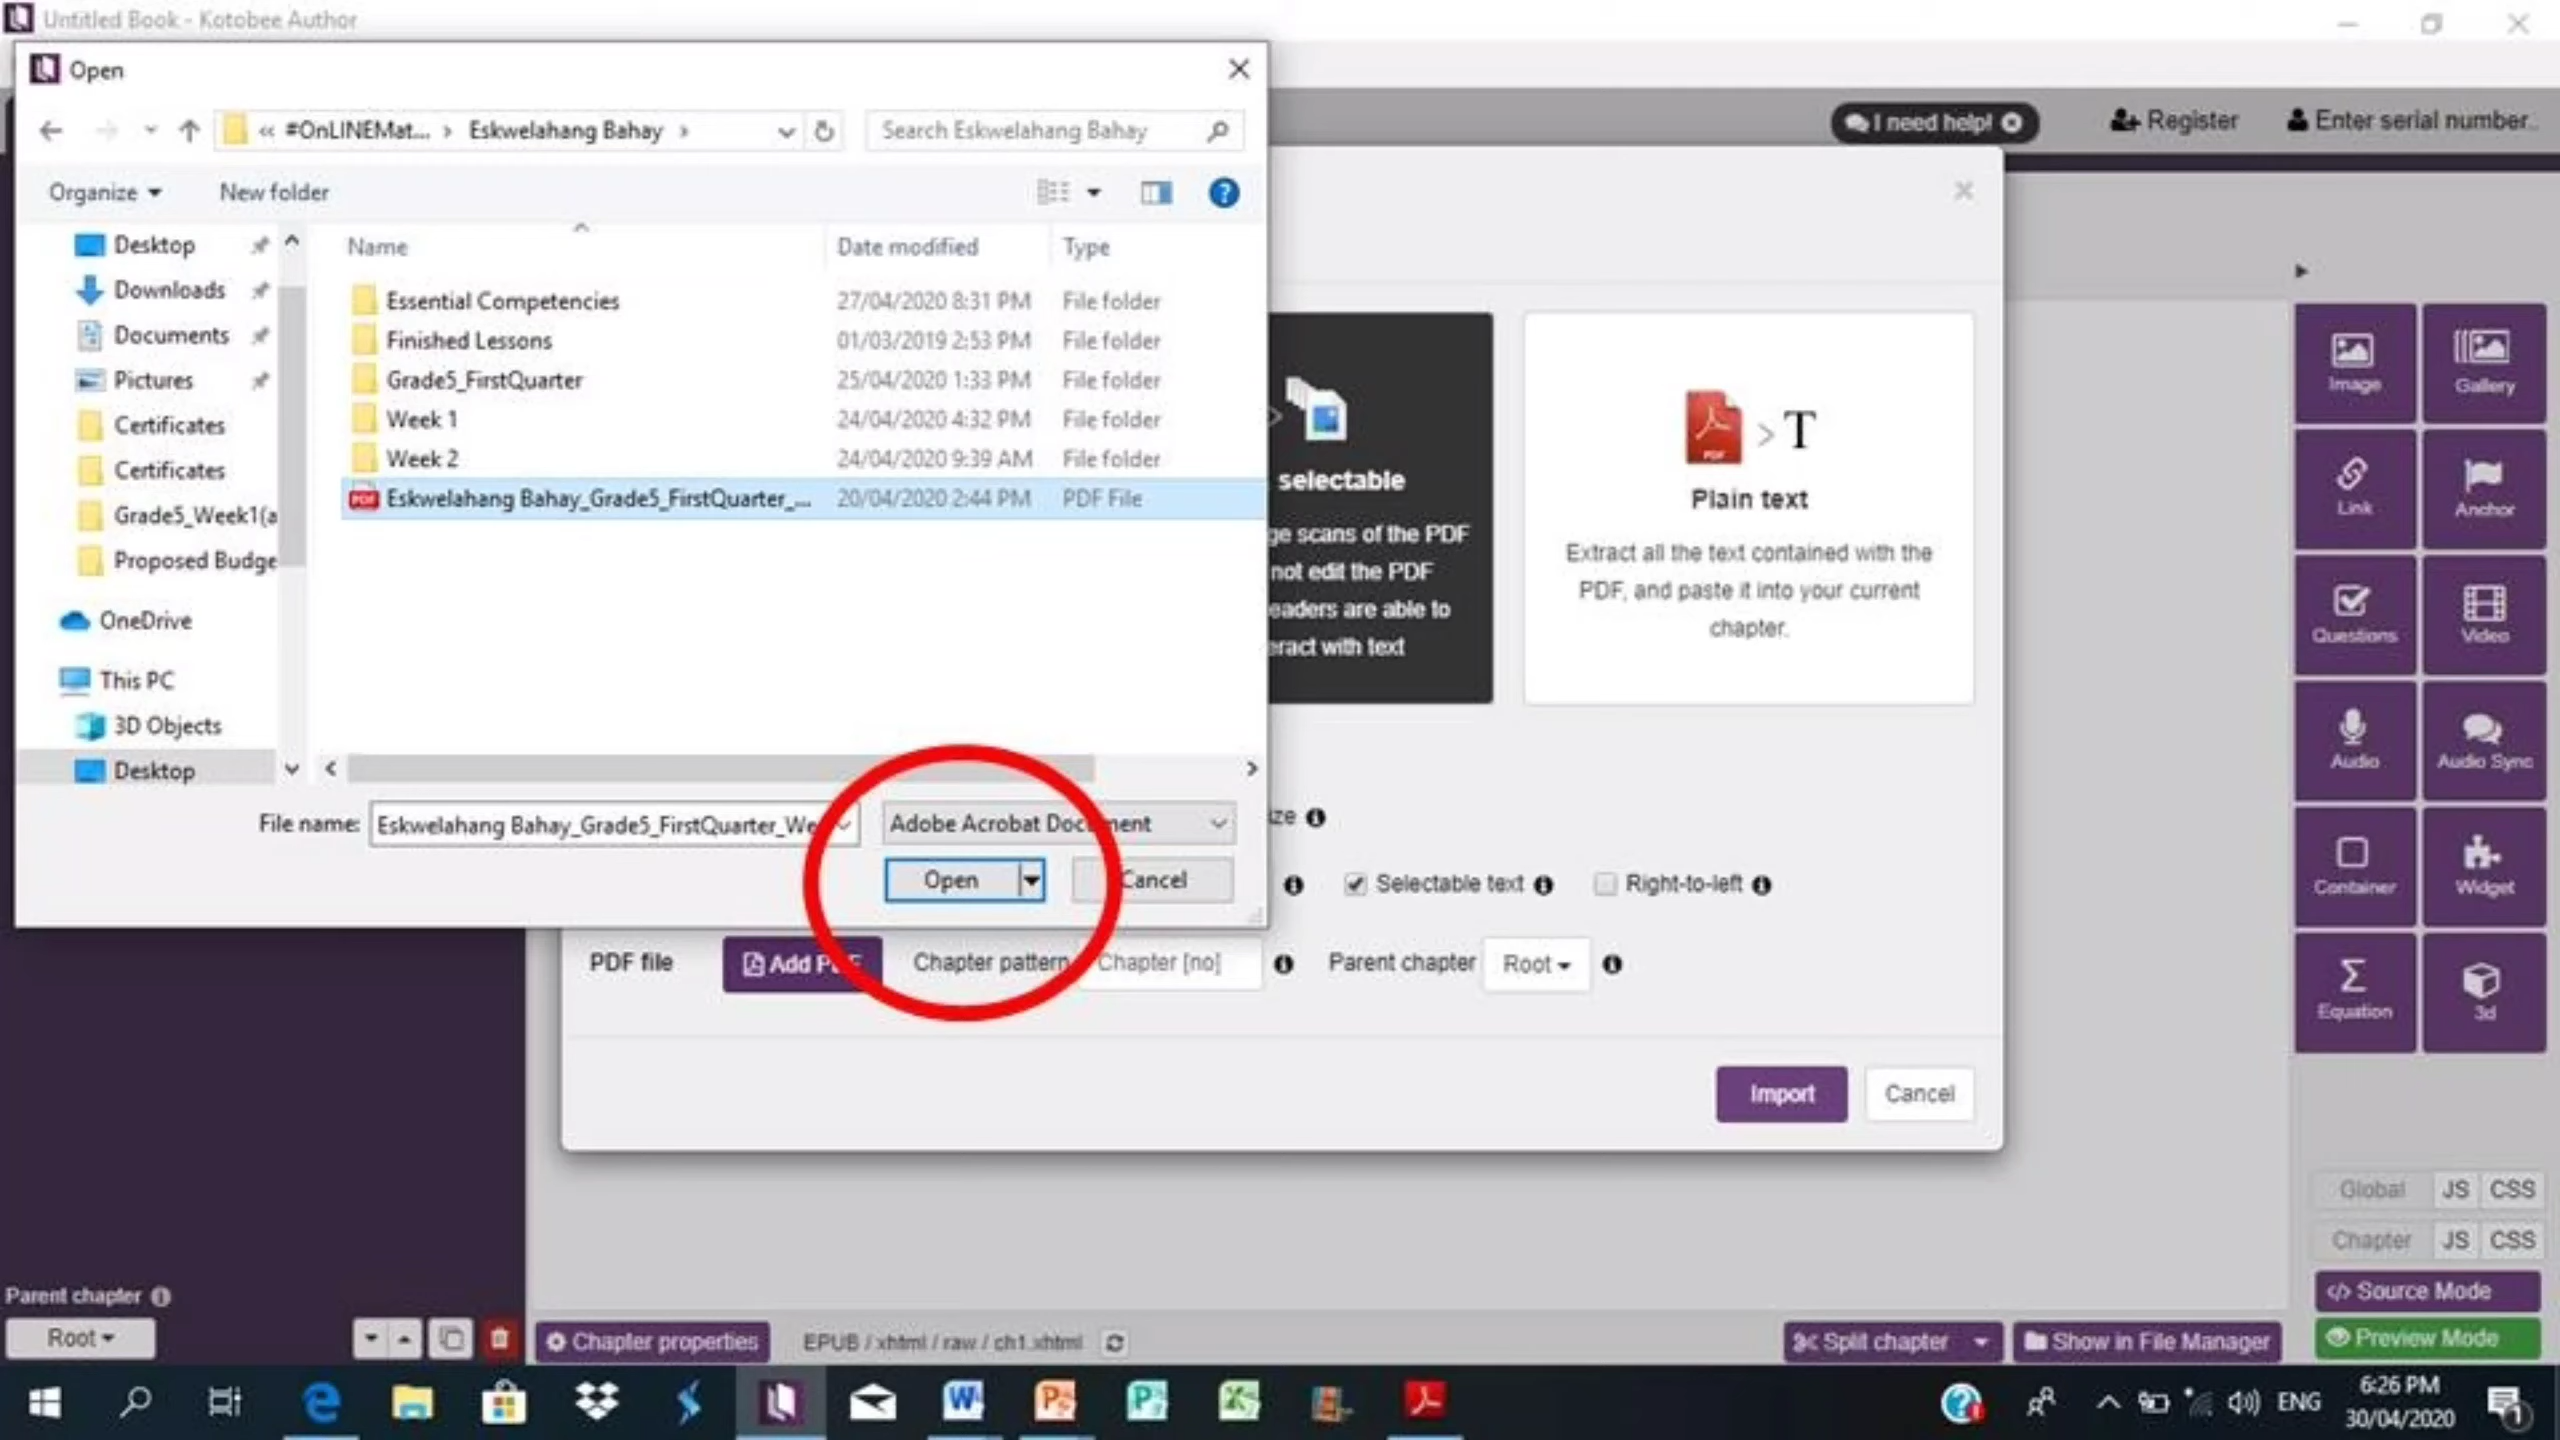 Untitled Book - Kotobee Author
Open
« #OnLINEMat... > Eskwelahang Bahay >
Search Eskwelahang Bahay
I need help!
Register
Enter serial number..
Organize
New folder
Name
Date modified
Type
Desktop
Downloads
Documents
Pictures
Certificates
Certificates
Grade5_Week1(a
Proposed Budge
OneDrive
This PC
3D Objects
Desktop
Essential Competencies 27/04/2020 8:31 PM File folder
Finished Lessons 01/03/2019 2:53 PM File folder
Grade5_FirstQuarter 25/04/2020 1:33 PM File folder
Week 1 24/04/2020 4:32 PM File folder
Week 2 24/04/2020 9:39 AM File folder
PDF Eskwelahang Bahay_Grade5_FirstQuarter_... 20/04/2020 2:44 PM PDF File
File name: Eskwelahang Bahay_Grade5_FirstQuarter_We
Adobe Acrobat Document
Open
Cancel
selectable
ge scans of the PDF
not edit the PDF
eaders are able to
eract with text
PDF
> T
Plain text
Extract all the text contained with the
PDF, and paste it into your current
chapter.
ze
Selectable text
Right-to-left
PDF file
Add PDF
Chapter pattern
Chapter [no]
Parent chapter
Root
Import
Cancel
Image
Gallery
Link
Anchor
Questions
Video
Audio
Audio Sync
Container
Widget
Equation
3d
Global JS CSS
Chapter JS CSS
</> Source Mode
Preview Mode
Parent chapter
Root
Chapter properties
EPUB / xhtml / raw / ch1.xhtml
Split chapter
Show in File Manager
ENG
6:26 PM
30/04/2020
1